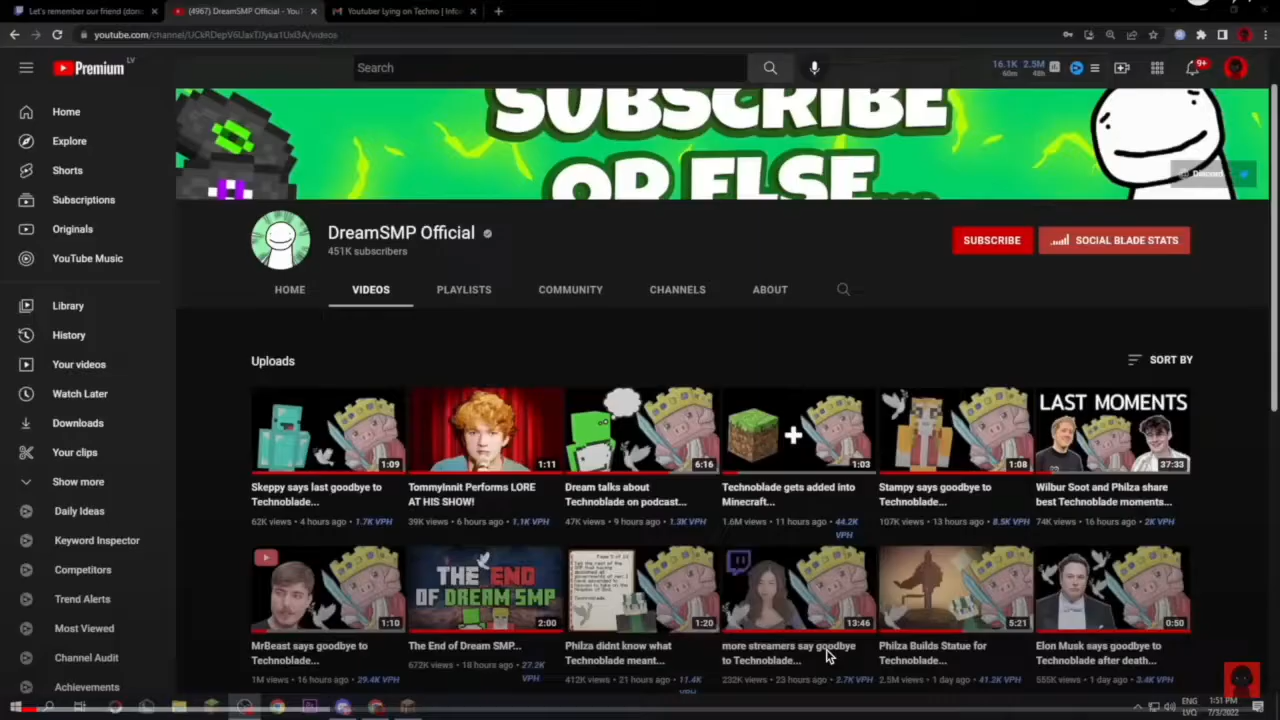 Let's remember our friend (don
(4967) DreamSMP Official - YouT
Youtuber Lying on Techno | Info
Premium LV
Search
16.1K 2.5M
60m 48h
9+
SUBSCRIBE
OR ELSE...
Discord
DreamSMP Official
451K subscribers
SUBSCRIBE
SOCIAL BLADE STATS
HOME VIDEOS PLAYLISTS COMMUNITY CHANNELS ABOUT
Home
Explore
Shorts
Subscriptions
Originals
YouTube Music
Library
History
Your videos
Watch Later
Downloads
Your clips
Show more
Daily Ideas
Keyword Inspector
Competitors
Trend Alerts
Most Viewed
Channel Audit
Achievements
Uploads
SORT BY
1:09
Skeppy says last goodbye to
Technoblade...
62K views • 4 hours ago • 1.7K VPH
1:11
TommyInnit Performs LORE
AT HIS SHOW!
39K views • 6 hours ago • 1.1K VPH
6:16
Dream talks about
Technoblade on podcast...
47K views • 9 hours ago • 1.3K VPH
1:03
Technoblade gets added into
Minecraft...
1.6M views • 11 hours ago • 44.2K
VPH
1:08
Stampy says goodbye to
Technoblade...
107K views • 13 hours ago • 8.5K VPH
LAST MOMENTS
37:33
Wilbur Soot and Philza share
best Technoblade moments...
74K views • 16 hours ago • 2K VPH
1:10
MrBeast says goodbye to
Technoblade...
1M views • 16 hours ago • 29.4K VPH
THE END
OF DREAM SMP
2:00
The End of Dream SMP...
672K views • 18 hours ago • 27.2K
VPH
1:20
Philza didnt know what
Technoblade meant...
412K views • 21 hours ago • 11.4K
VPH
13:46
more streamers say goodbye
to Technoblade...
232K views • 23 hours ago • 2.7K VPH
5:21
Philza Builds Statue for
Technoblade...
2.5M views • 1 day ago • 41.2K VPH
0:50
Elon Musk says goodbye to
Technoblade after death...
555K views • 1 day ago • 3.4K VPH
ENG
LVQ
1:51 PM
7/3/2022